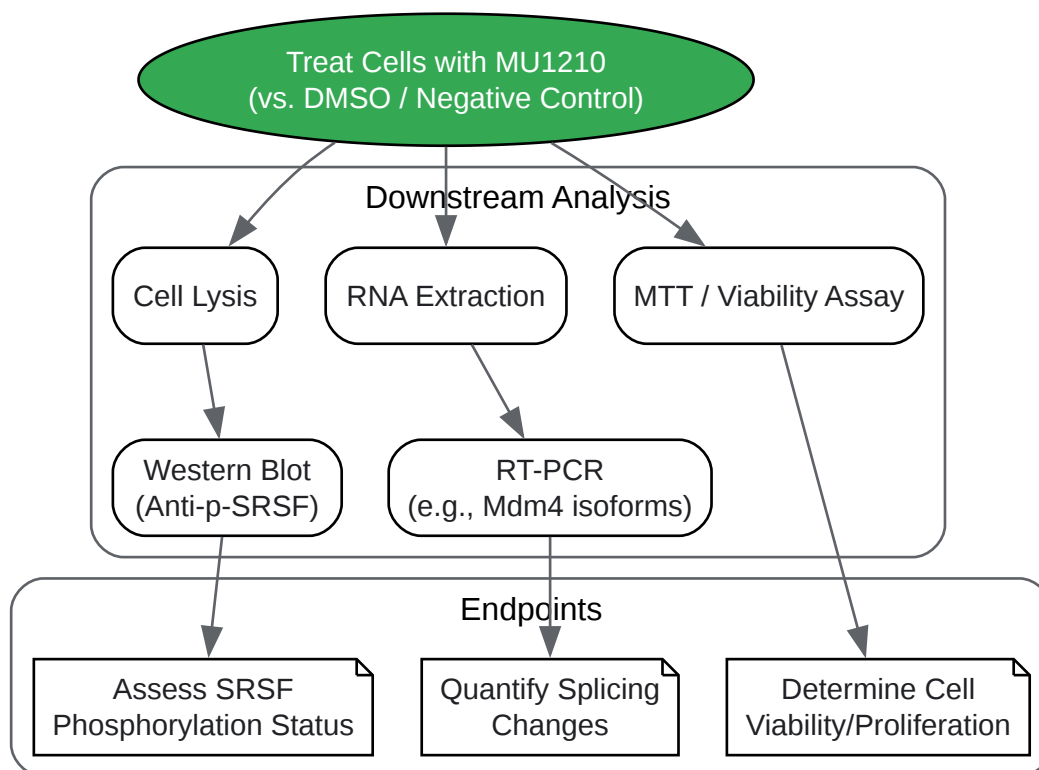 Treat Cells with MU1210
(vs. DMSO / Negative Control)
Downstream Analysis
Cell Lysis
RNA Extraction
MTT / Viability Assay
Western Blot
(Anti-p-SRSF)
RT-PCR
(e.g., Mdm4 isoforms)
Endpoints
Assess SRSF
Phosphorylation Status
Quantify Splicing
Changes
Determine Cell
Viability/Proliferation